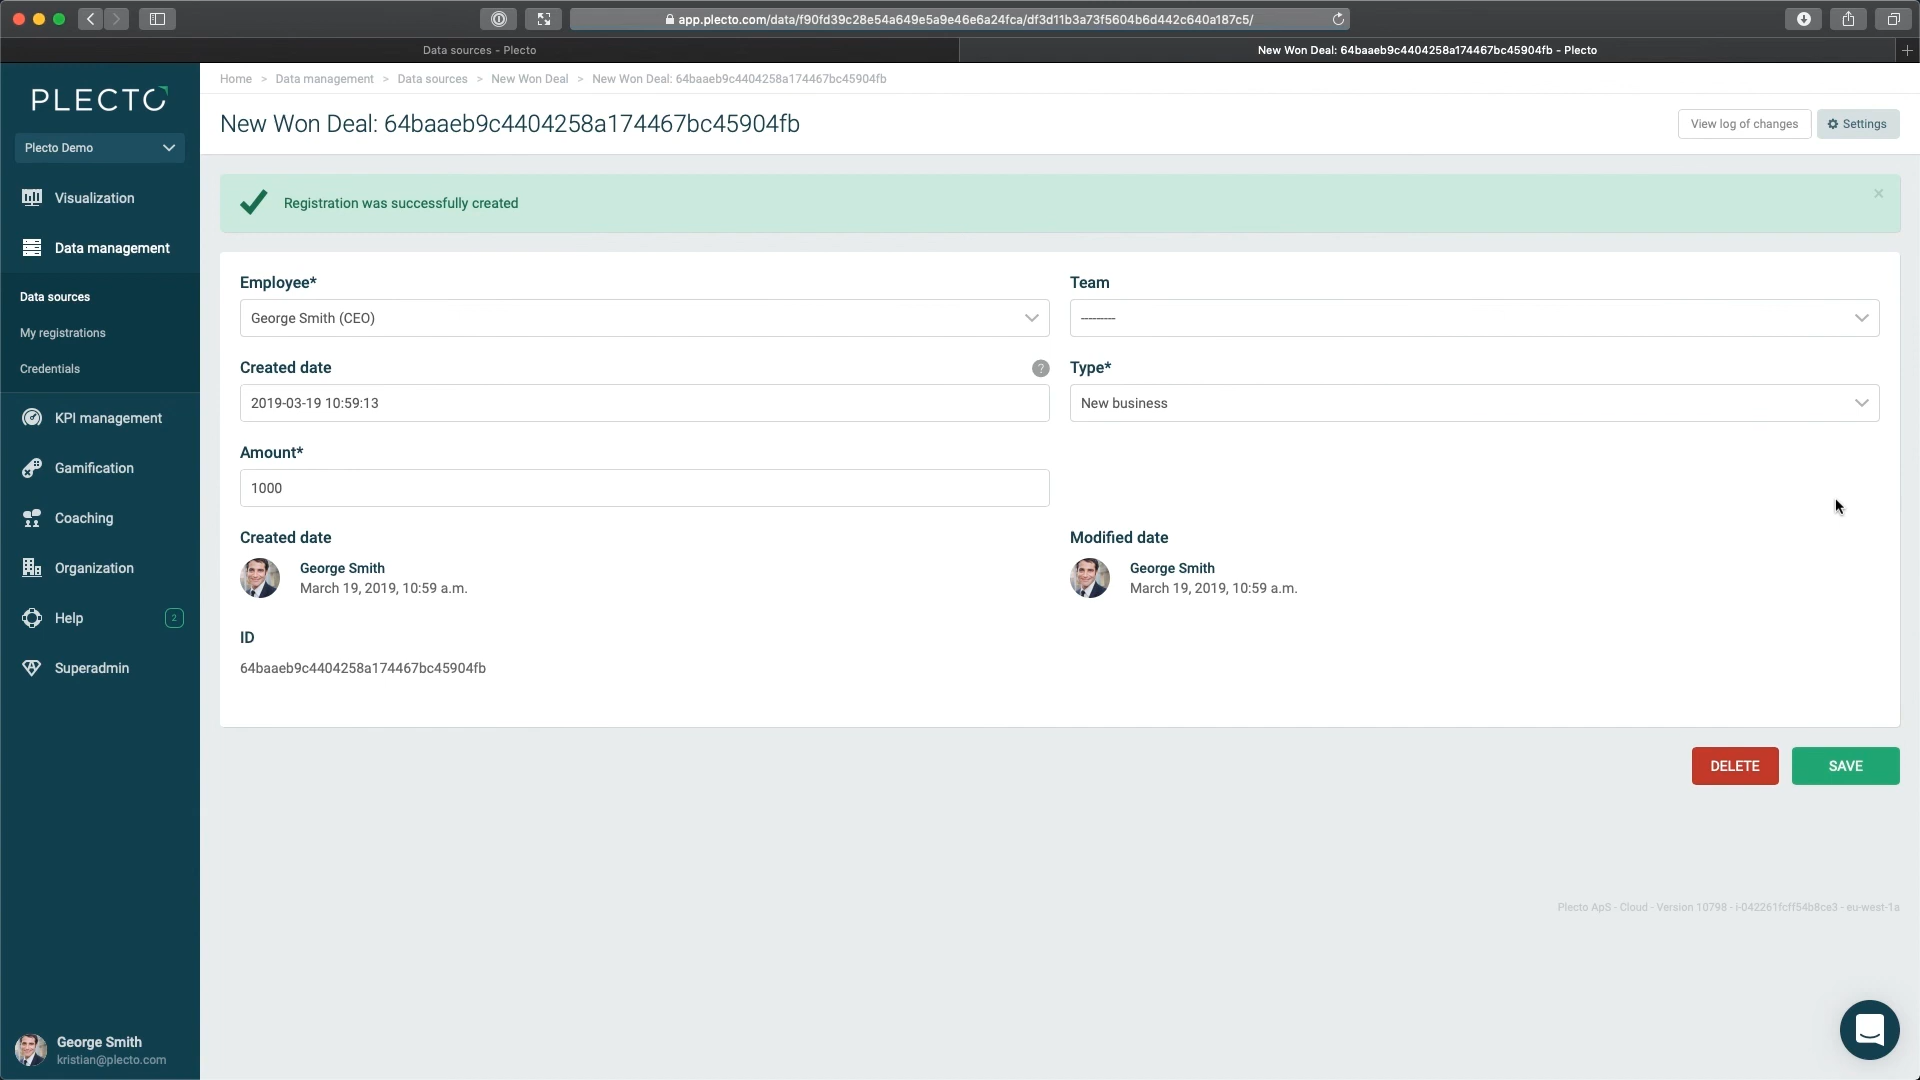 app.plecto.com/data/f90fd39c28e54a649e5a9e46e6a24fca/df3d11b3a73f5604b6d442c640a187c5/
Data sources - Plecto
New Won Deal: 64baaeb9c4404258a174467bc45904fb - Plecto
PLECTO
Plecto Demo
Visualization
Data management
Data sources
My registrations
Credentials
KPI management
Gamification
Coaching
Organization
Help
2
Superadmin
George Smith
kristian@plecto.com
Home > Data management > Data sources > New Won Deal > New Won Deal: 64baaeb9c4404258a174467bc45904fb
New Won Deal: 64baaeb9c4404258a174467bc45904fb
View log of changes
Settings
Registration was successfully created
×
Employee*
George Smith (CEO)
Team
---------
Created date
?
2019-03-19 10:59:13
Type*
New business
Amount*
1000
Created date
George Smith
March 19, 2019, 10:59 a.m.
Modified date
George Smith
March 19, 2019, 10:59 a.m.
ID
64baaeb9c4404258a174467bc45904fb
DELETE
SAVE
Plecto ApS - Cloud - Version 10798 - i-042261fcff54b8ce3 - eu-west-1a